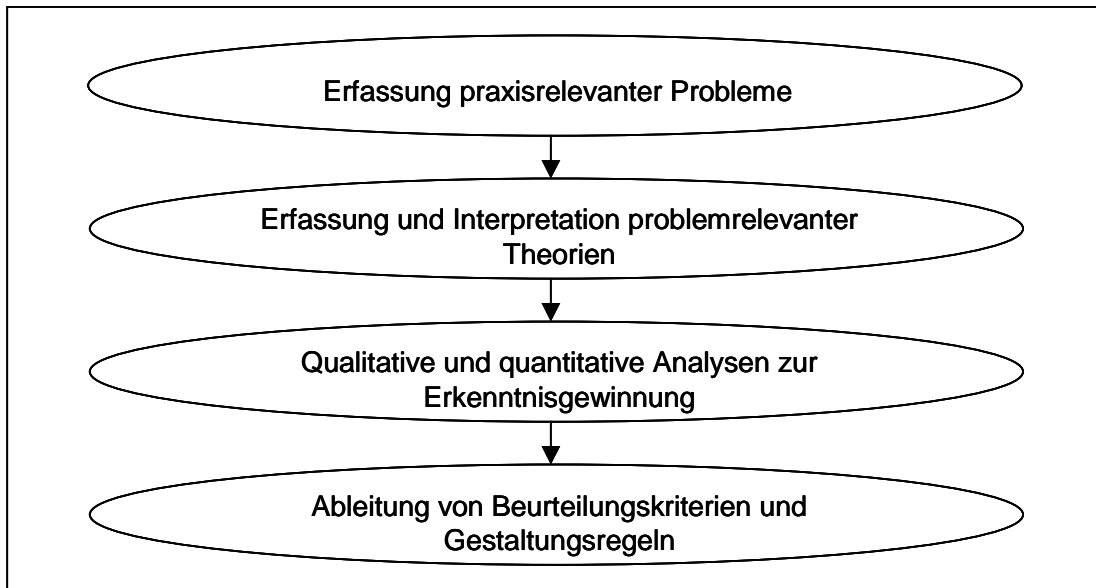 Erfassung praxisrelevanter Probleme
Erfassung und Interpretation problemrelevanter
Theorien
Qualitative und quantitative Analysen zur
Erkenntnisgewinnung
Ableitung von Beurteilungskriterien und
Gestaltungsregeln